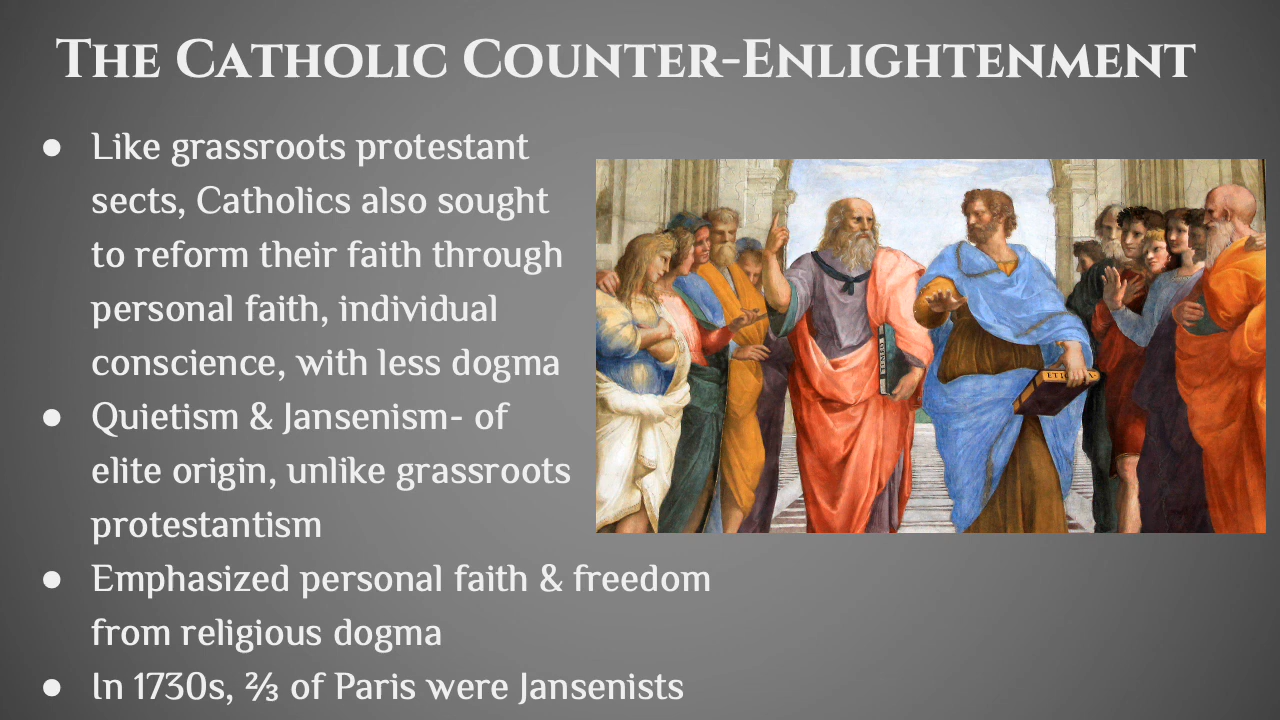 The Catholic Counter-Enlightenment
● Like grassroots protestant
sects, Catholics also sought
to reform their faith through
personal faith, individual
conscience, with less dogma
● Quietism & Jansenism- of
elite origin, unlike grassroots
protestantism
● Emphasized personal faith & freedom
from religious dogma
● In 1730s, ⅔ of Paris were Jansenists